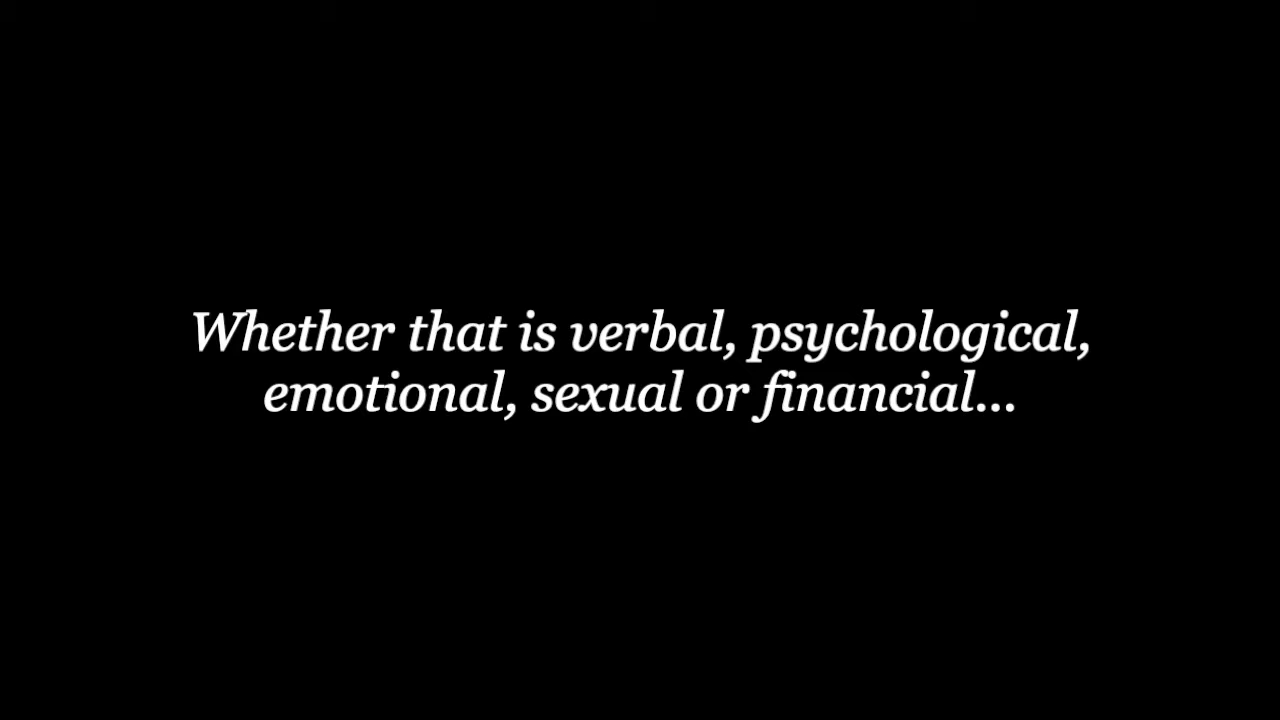 Whether that is verbal, psychological,
emotional, sexual or financial...